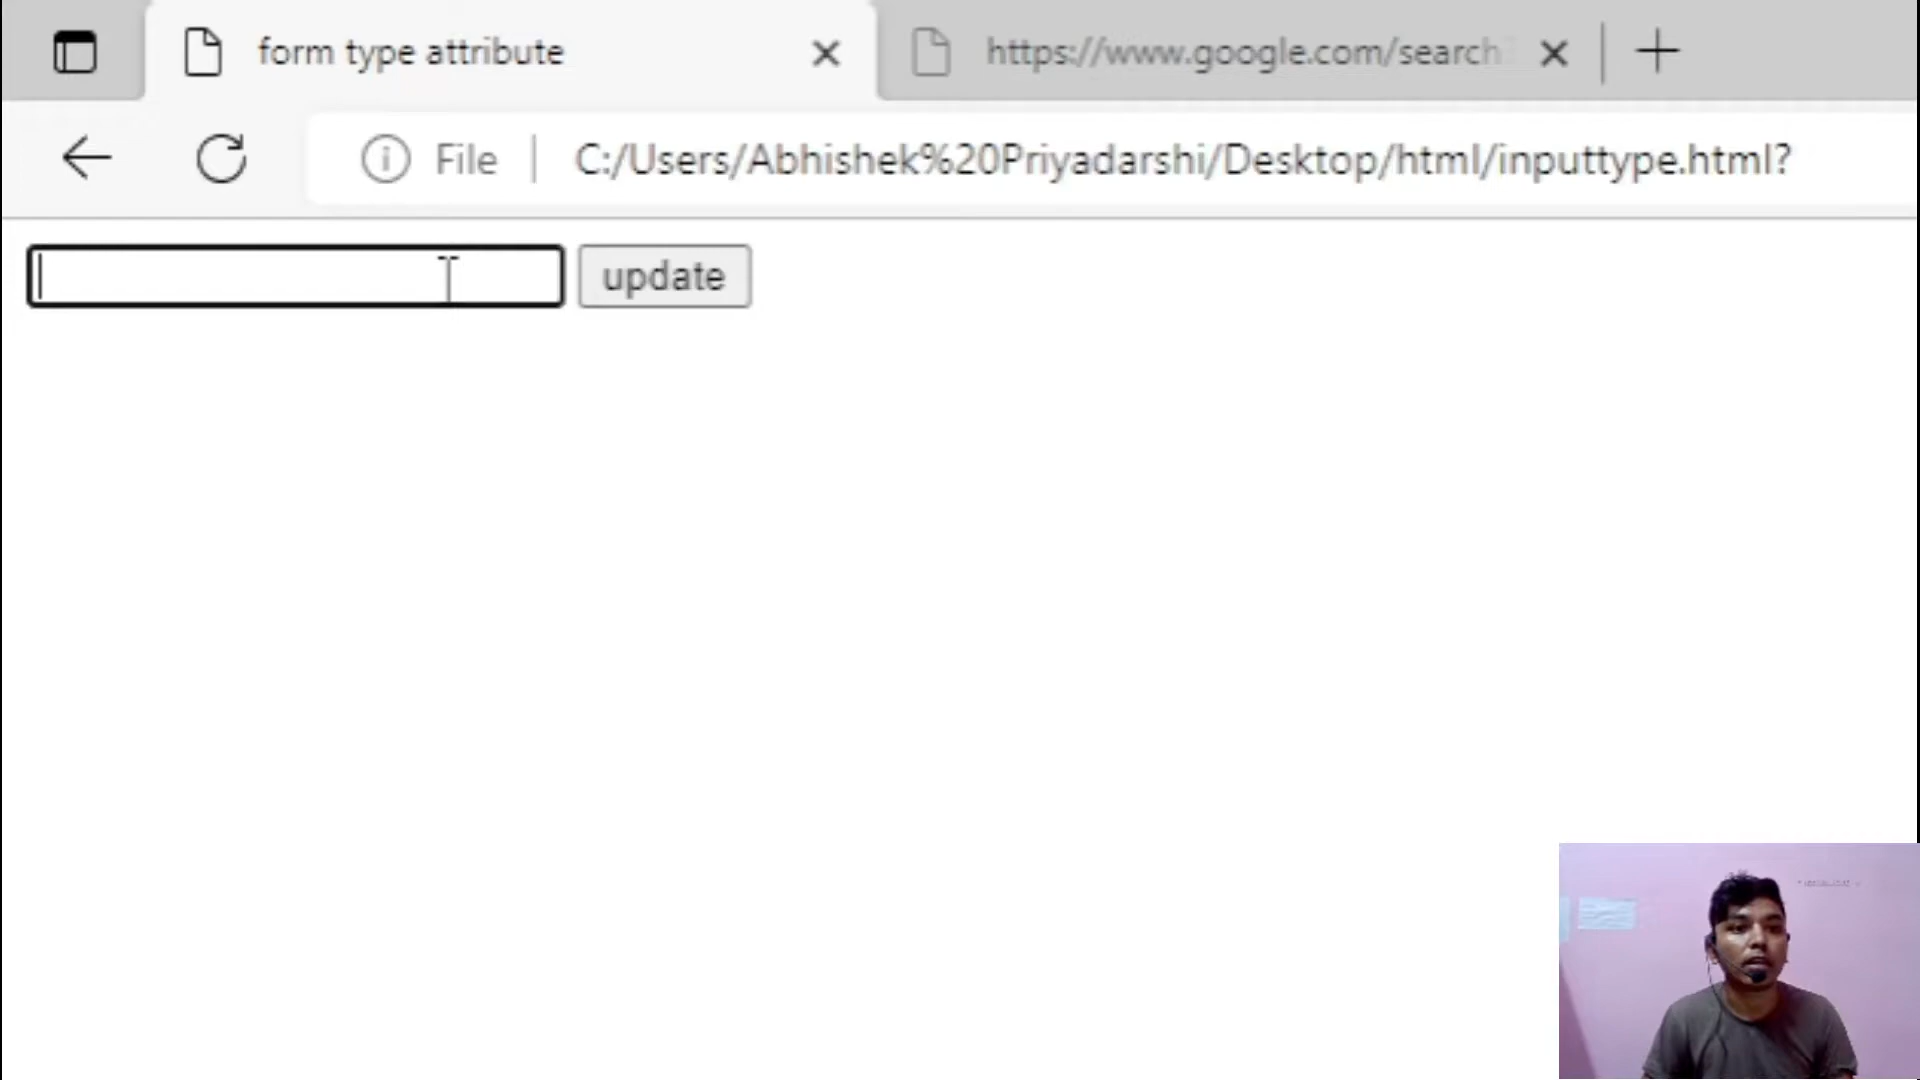 form type attribute
https://www.google.com/search
File
C:/Users/Abhishek%20Priyadarshi/Desktop/html/inputtype.html?
update